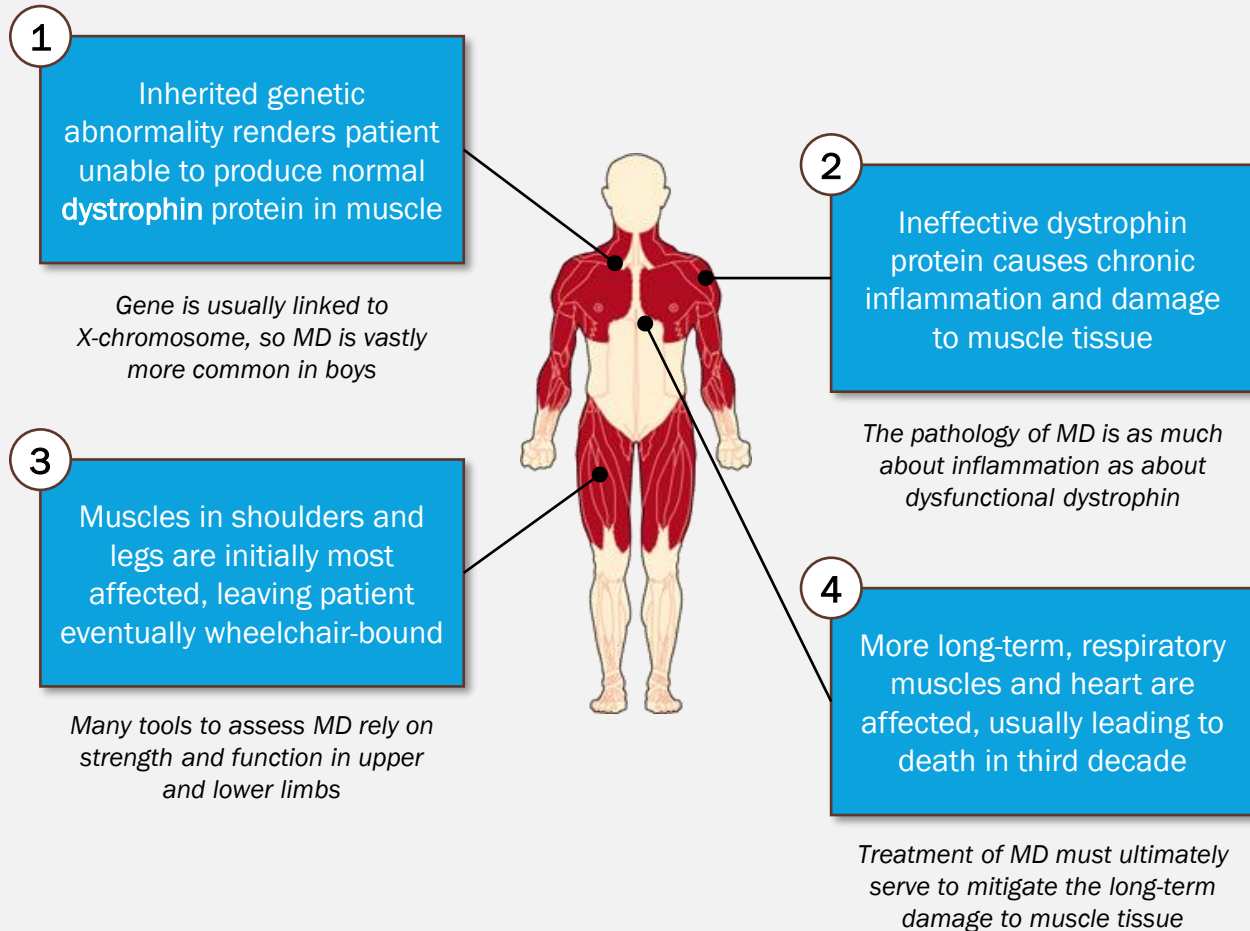 1
Inherited genetic
abnormality renders patient
unable to produce normal
dystrophin protein in muscle
Gene is usually linked to
X-chromosome, so MD is vastly
more common in boys
2
Ineffective dystrophin
protein causes chronic
inflammation and damage
to muscle tissue
The pathology of MD is as much
about inflammation as about
dysfunctional dystrophin
3
Muscles in shoulders and
legs are initially most
affected, leaving patient
eventually wheelchair-bound
Many tools to assess MD rely on
strength and function in upper
and lower limbs
4
More long-term, respiratory
muscles and heart are
affected, usually leading to
death in third decade
Treatment of MD must ultimately
serve to mitigate the long-term
damage to muscle tissue